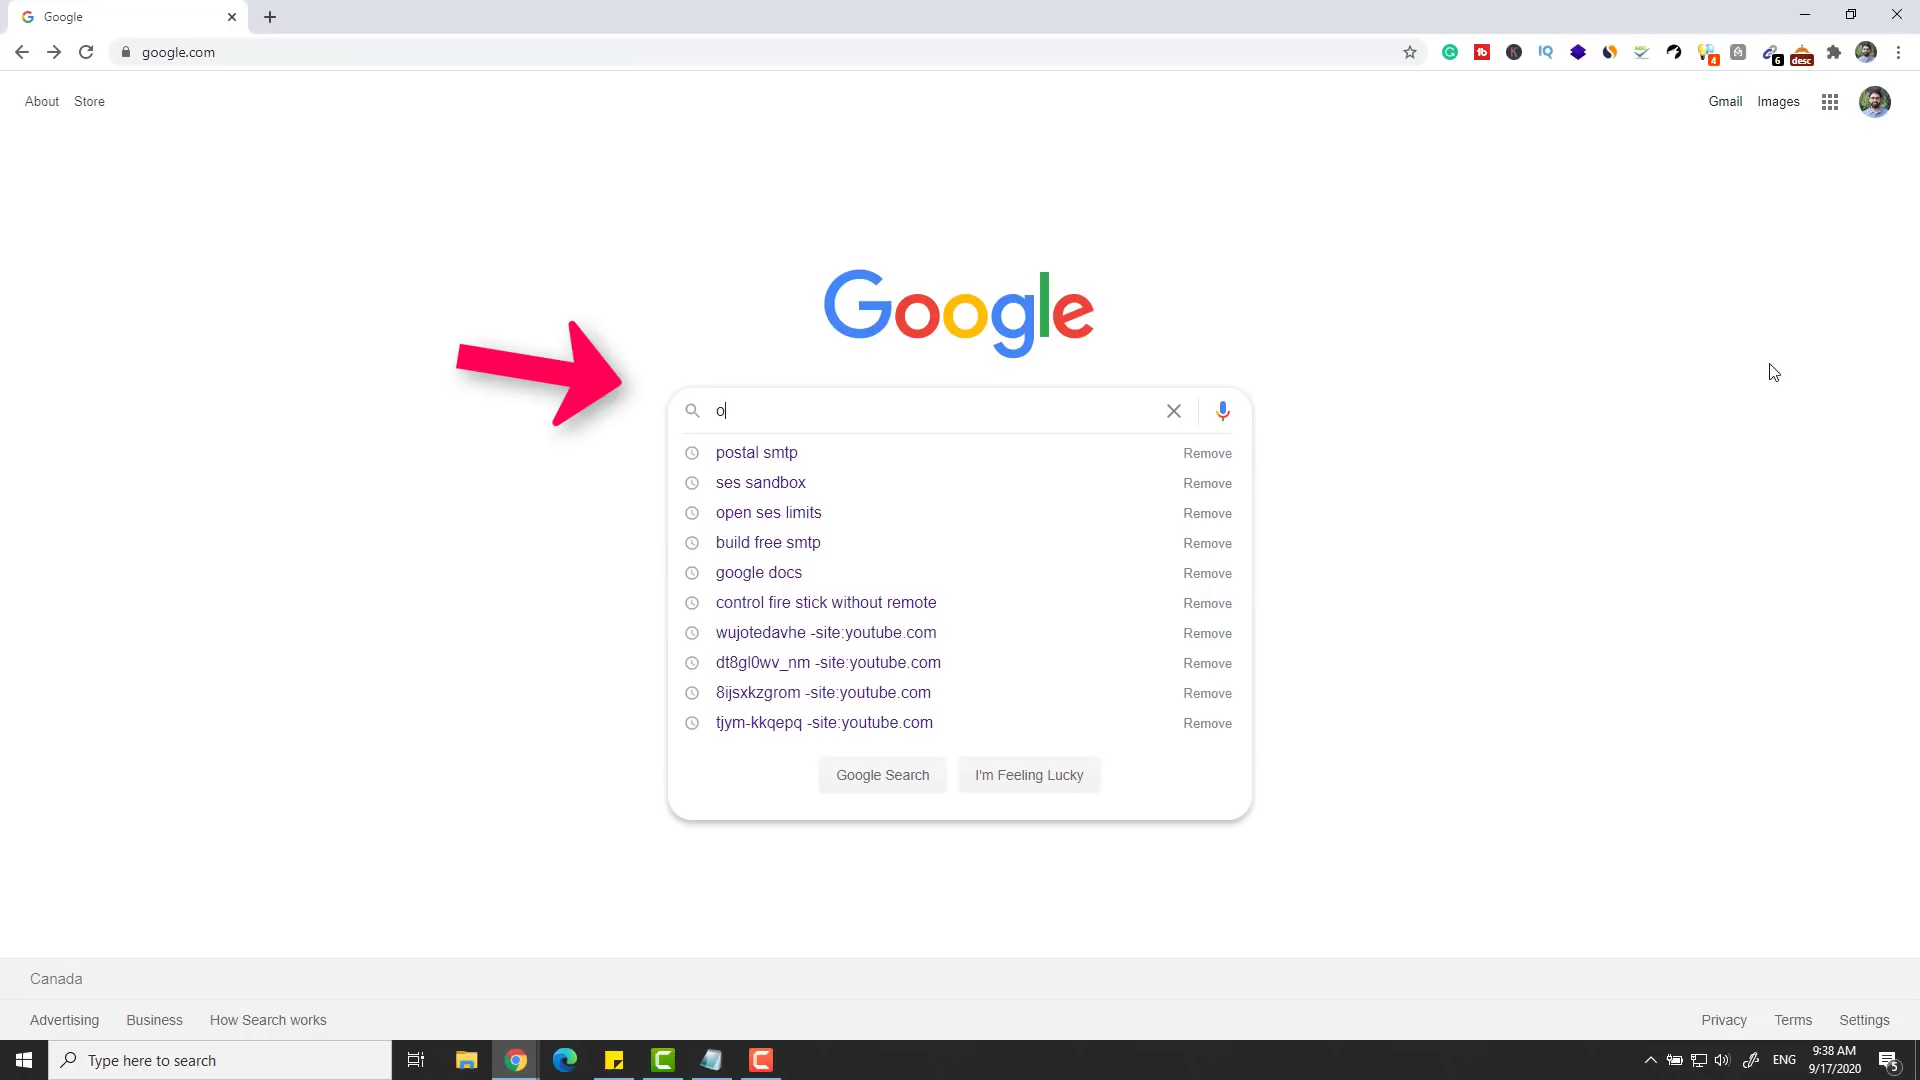 Google
google.com
4
6
desc
About Store
Gmail Images
Google
o
postal smtp Remove
ses sandbox Remove
open ses limits Remove
build free smtp Remove
google docs Remove
control fire stick without remote Remove
wujotedavhe -site:youtube.com Remove
dt8gl0wv_nm -site:youtube.com Remove
8ijsxkzgrom -site:youtube.com Remove
tjym-kkqepq -site:youtube.com Remove
Google Search I'm Feeling Lucky
Canada
Advertising Business How Search works
Privacy Terms Settings
Type here to search
ENG
9:38 AM
9/17/2020
5